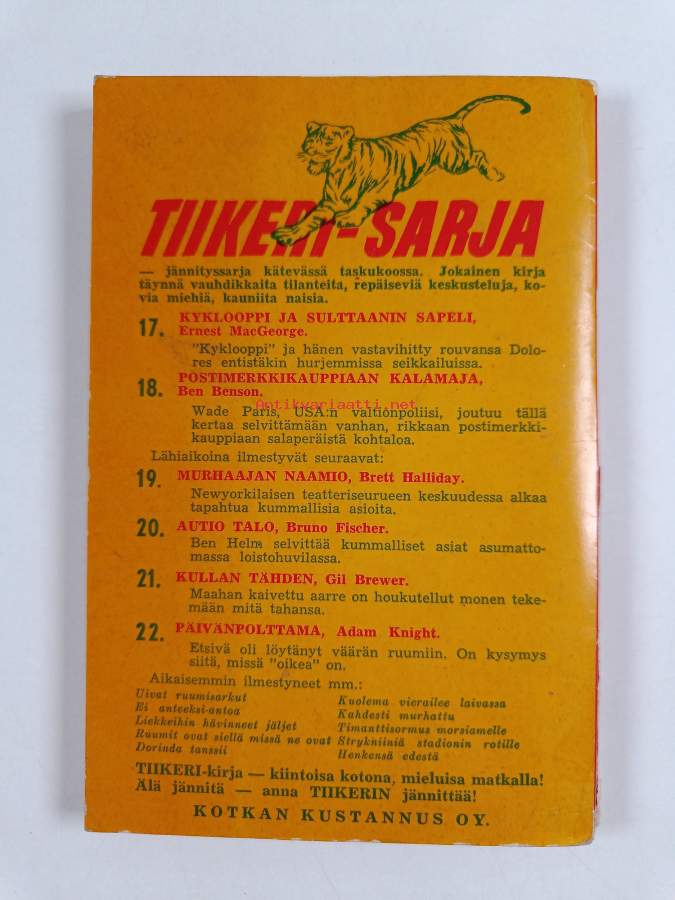 TIIKERI-SARJA
— jännityssarja kätevässä taskukoossa. Jokainen kirja
täynnä vauhdikkaita tilanteita, repäiseviä keskusteluja, ko-
via miehiä, kauniita naisia.
17. KYKLOOPPI JA SULTTAANIN SAPELI,
Ernest MacGeorge.
"Kyklooppi" ja hänen vastavihitty rouvansa Dolo-
res entistäkin hurjemmissa seikkailuissa.
18. POSTIMERKKIKAUPPIAAN KALAMAJA,
Ben Benson.
Antikvariaatti.net
Wade Paris, USA:n valtionpoliisi, joutuu tällä
kertaa selvittämään vanhan, rikkaan postimerkki-
kauppiaan salaperäistä kohtaloa.
Lähiaikoina ilmestyvät seuraavat:
19. MURHAAJAN NAAMIO, Brett Halliday.
Newyorkilaisen teatteriseurueen keskuudessa alkaa
tapahtua kummallisia asioita.
20. AUTIO TALO, Bruno Fischer.
Ben Helm selvittää kummalliset asiat asumatto-
massa loistohuvilassa.
21. KULLAN TÄHDEN, Gil Brewer.
Maahan kaivettu aarre on houkutellut monen teke-
mään mitä tahansa.
22. PÄIVÄNPOLTTAMA, Adam Knight.
Etsivä oli löytänyt väärän ruumiin. On kysymys
siitä, missä "oikea" on.
Aikaisemmin ilmestyneet mm.:
Uivat ruumisarkut
Ei anteeksi-antoa
Liekkeihin hävinneet jäljet
Ruumit ovat siellä missä ne ovat
Dorinda tanssii
Kuolema vierailee laivassa
Kahdesti murhattu
Timanttisormus morsiamelle
Strykniiniä stadionin rotille
Henkensä edestä
TIIKERI-kirja — kiintoisa kotona, mieluisa matkalla!
Älä jännitä — anna TIIKERIN jännittää!
KOTKAN KUSTANNUS OY.